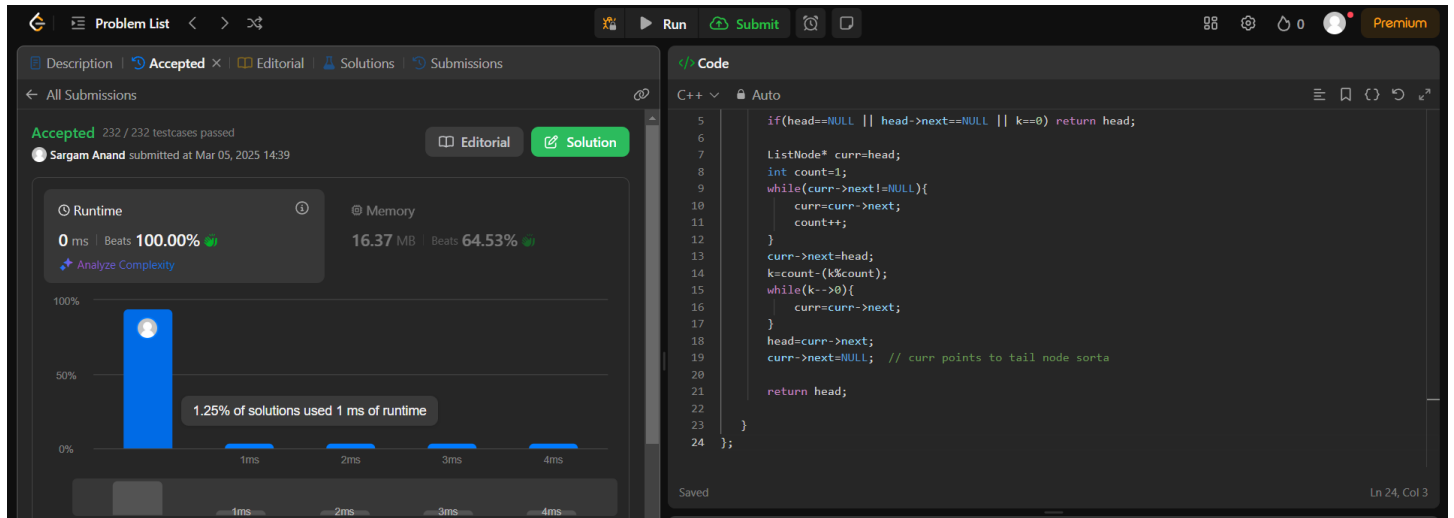 Problem List
Run
Submit
0
Premium
Description
Accepted
Editorial
Solutions
Submissions
All Submissions
Accepted 232 / 232 testcases passed
Sargam Anand submitted at Mar 05, 2025 14:39
Editorial
Solution
Runtime
0 ms Beats 100.00%
Analyze Complexity
Memory
16.37 MB Beats 64.53%
100%
50%
0%
1.25% of solutions used 1 ms of runtime
1ms 2ms 3ms 4ms
1ms 2ms 3ms 4ms
</> Code
C++ Auto
5 if(head==NULL || head->next==NULL || k==0) return head;
6
7 ListNode* curr=head;
8 int count=1;
9 while(curr->next!=NULL){
10 curr=curr->next;
11 count++;
12 }
13 curr->next=head;
14 k=count-(k%count);
15 while(k-->0){
16 curr=curr->next;
17 }
18 head=curr->next;
19 curr->next=NULL; // curr points to tail node sorta
20
21 return head;
22
23 }
24 };
Saved
Ln 24, Col 3